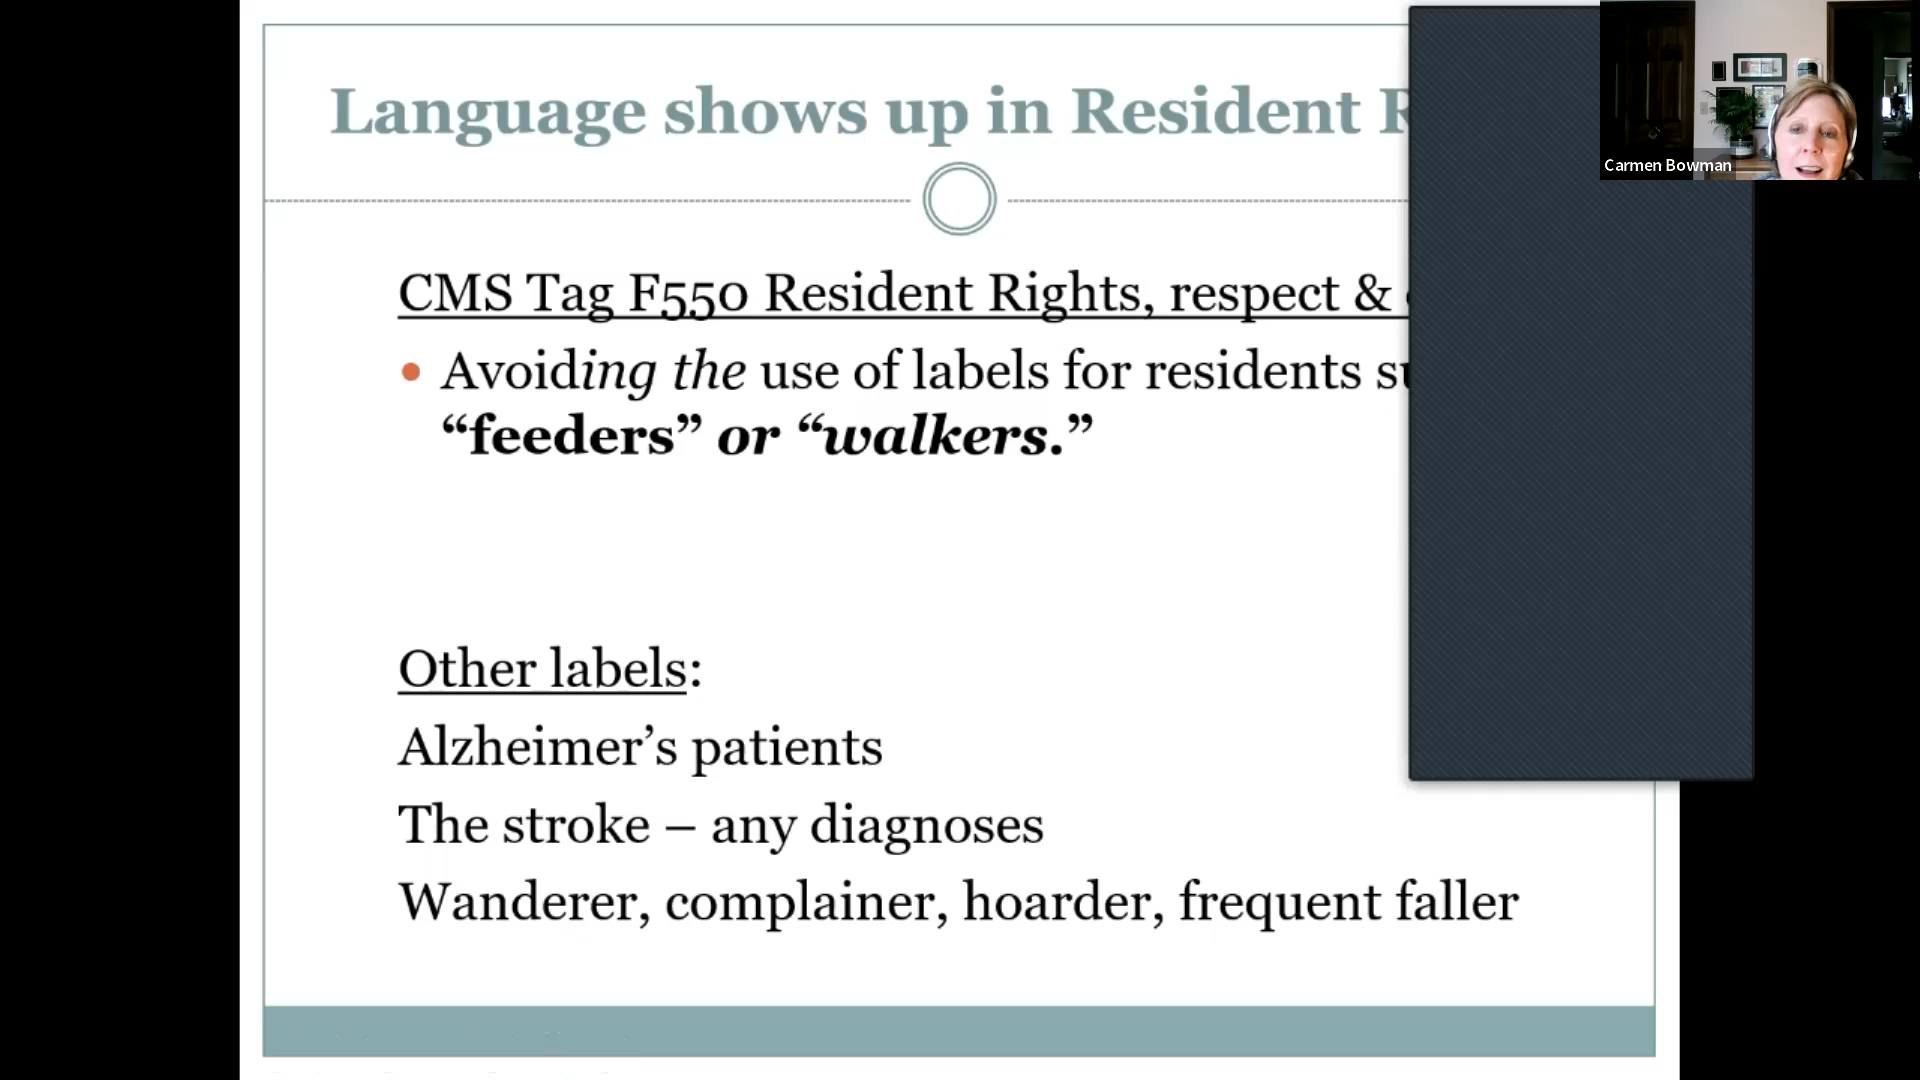 Language shows up in Resident
CMS Tag F550 Resident Rights, respect &
• Avoiding the use of labels for residents
“feeders” or “walkers.”
Other labels:
Alzheimer’s patients
The stroke – any diagnoses
Wanderer, complainer, hoarder, frequent faller
Carmen Bowman